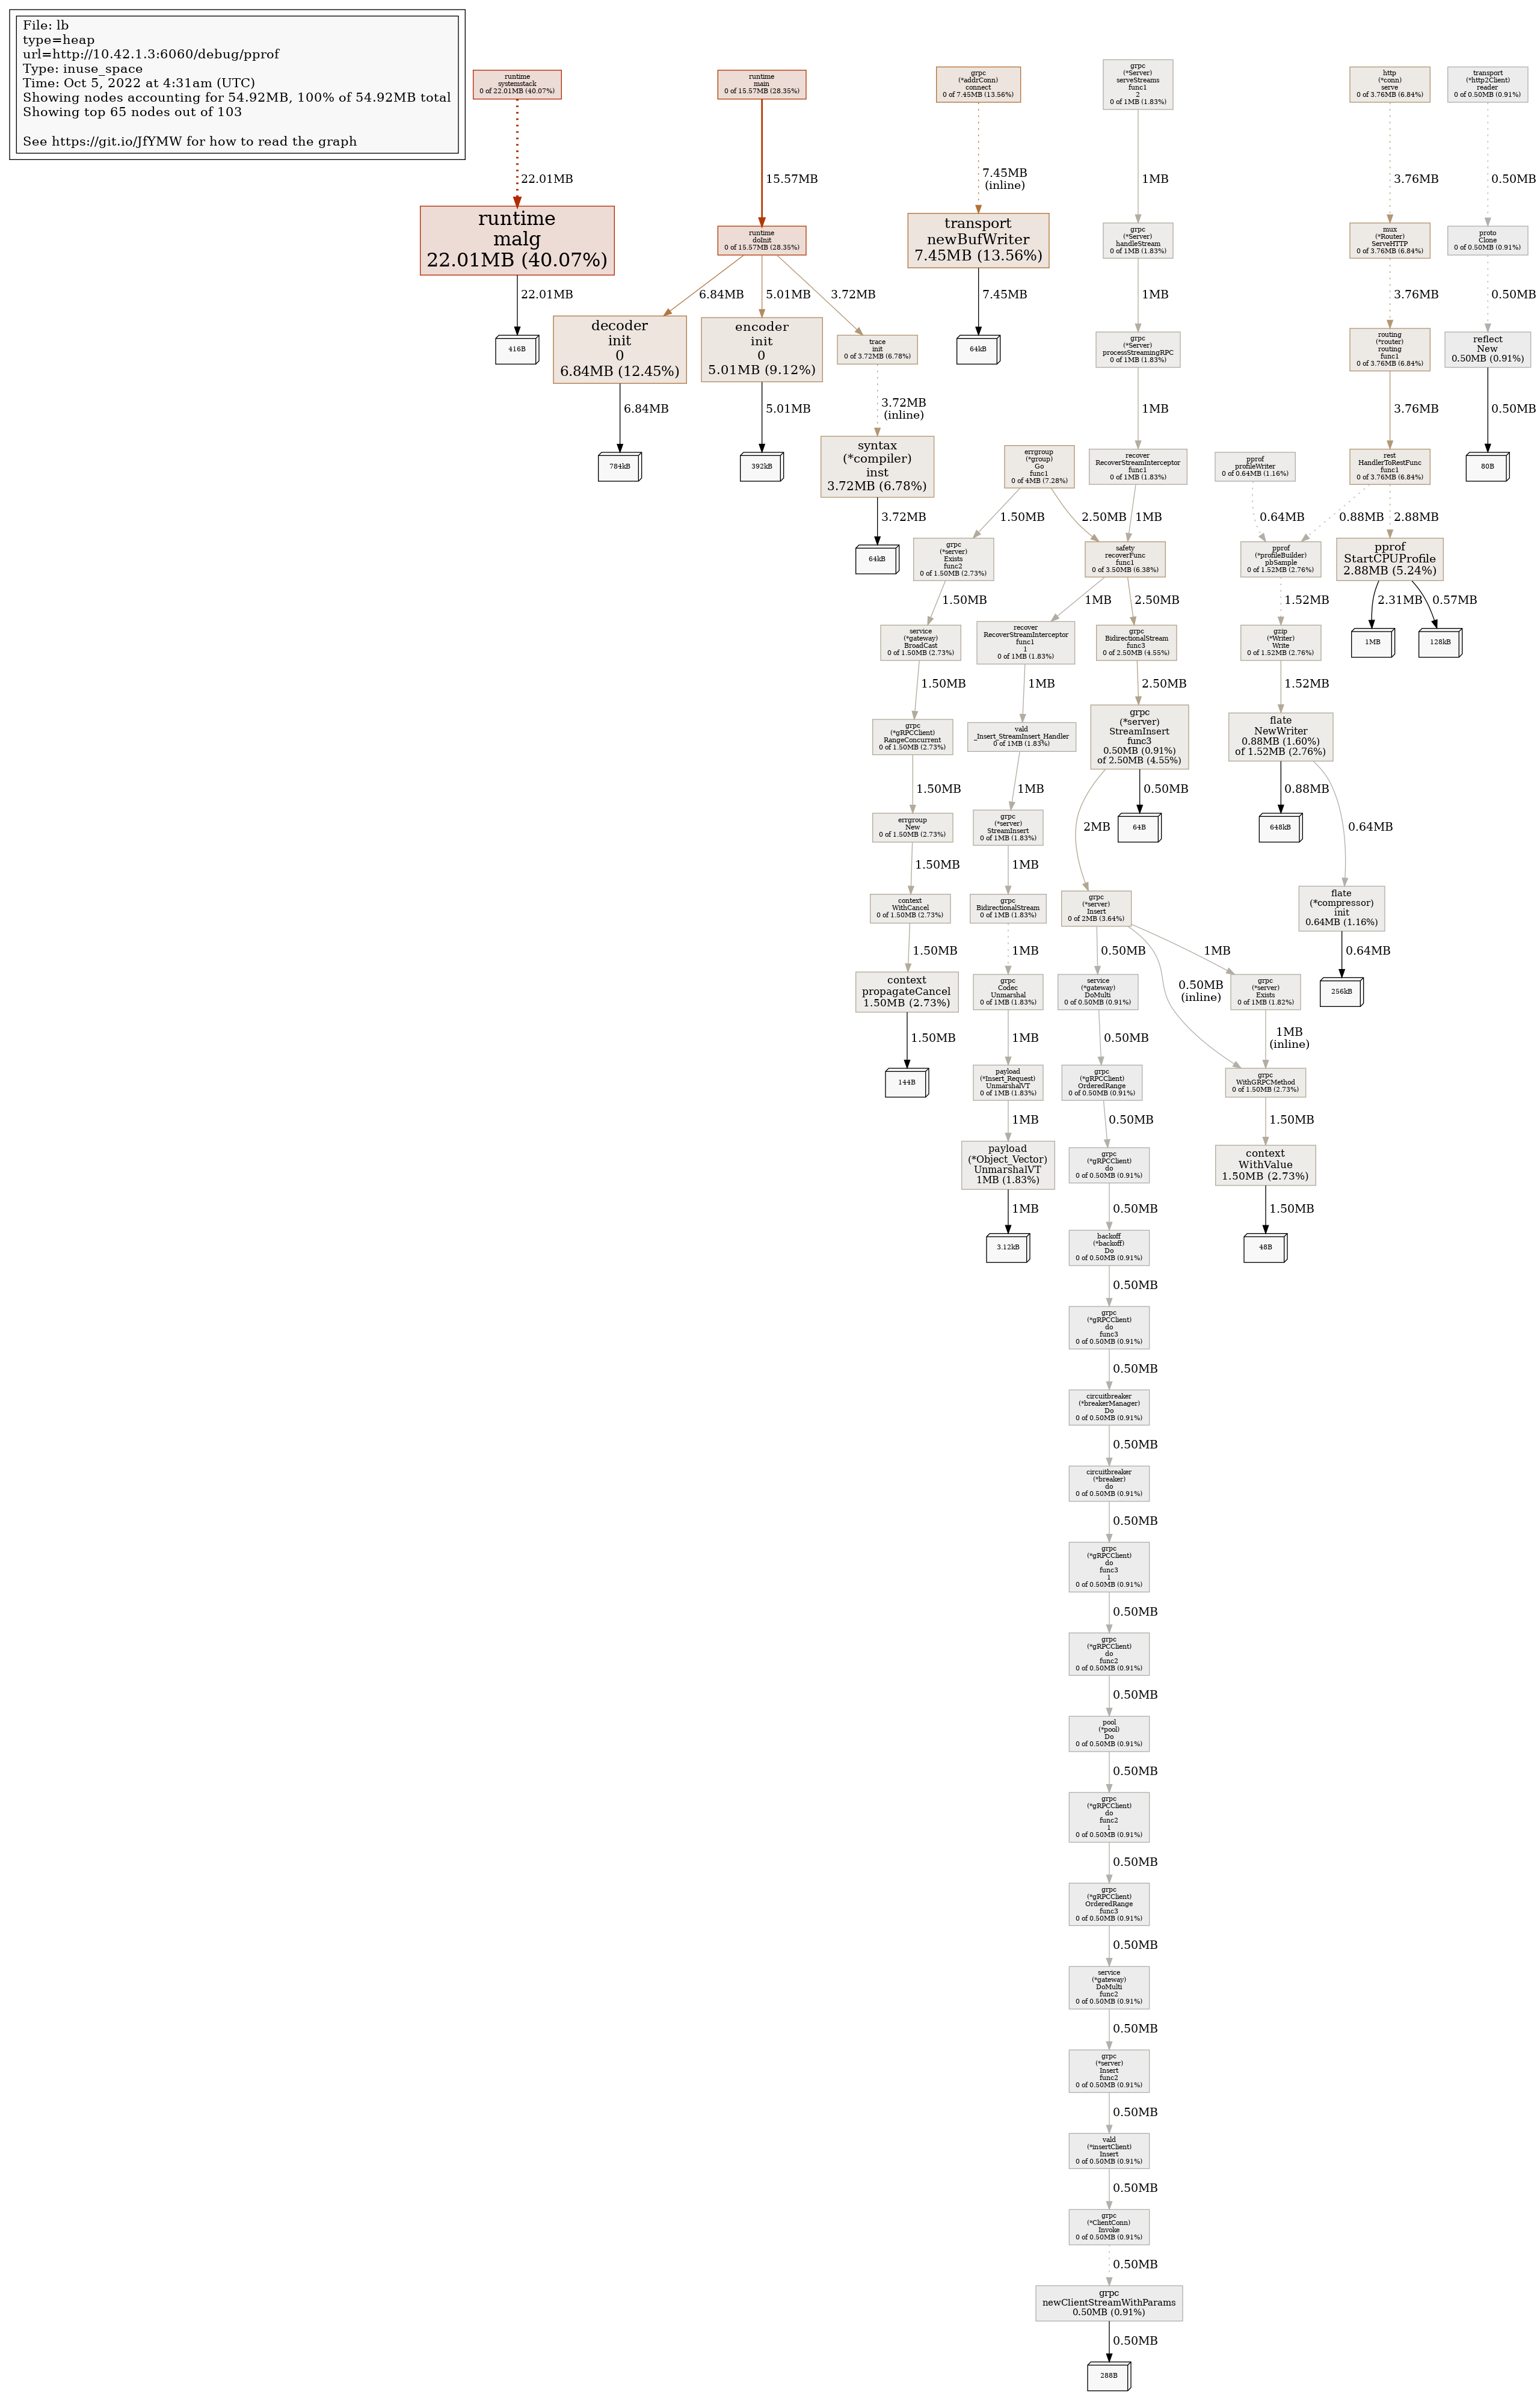 File: lb
type=heap
url=http://10.42.1.3:6060/debug/pprof
Type: inuse_space
Time: Oct 5, 2022 at 4:31am (UTC)
Showing nodes accounting for 54.92MB, 100% of 54.92MB total
Showing top 65 nodes out of 103
See https://git.io/JfYMW for how to read the graph
runtime
systemstack
0 of 22.01MB (40.07%)
22.01MB
runtime
malg
22.01MB (40.07%)
22.01MB
416B
runtime
main
0 of 15.57MB (28.35%)
15.57MB
runtime
doInit
0 of 15.57MB (28.35%)
6.84MB
5.01MB
3.72MB
decoder
init
0
6.84MB (12.45%)
6.84MB
784kB
encoder
init
0
5.01MB (9.12%)
5.01MB
392kB
trace
init
0 of 3.72MB (6.78%)
3.72MB
(inline)
syntax
(*compiler)
inst
3.72MB (6.78%)
3.72MB
64kB
grpc
(*addrConn)
connect
0 of 7.45MB (13.56%)
7.45MB
(inline)
transport
newBufWriter
7.45MB (13.56%)
7.45MB
64kB
grpc
(*Server)
serveStreams
func1
2
0 of 1MB (1.83%)
1MB
grpc
(*Server)
handleStream
0 of 1MB (1.83%)
1MB
grpc
(*Server)
processStreamingRPC
0 of 1MB (1.83%)
1MB
recover
RecoverStreamInterceptor
func1
0 of 1MB (1.83%)
1MB
errgroup
(*group)
Go
func1
0 of 4MB (7.28%)
1.50MB
2.50MB
grpc
(*server)
Exists
func2
0 of 1.50MB (2.73%)
1.50MB
service
(*gateway)
BroadCast
0 of 1.50MB (2.73%)
1.50MB
grpc
(*gRPCClient)
RangeConcurrent
0 of 1.50MB (2.73%)
1.50MB
errgroup
New
0 of 1.50MB (2.73%)
1.50MB
context
WithCancel
0 of 1.50MB (2.73%)
1.50MB
context
propagateCancel
1.50MB (2.73%)
1.50MB
144B
safety
recoverFunc
func1
0 of 3.50MB (6.38%)
1MB
2.50MB
recover
RecoverStreamInterceptor
func1
1
0 of 1MB (1.83%)
1MB
vald
_Insert_StreamInsert_Handler
0 of 1MB (1.83%)
1MB
grpc
(*server)
StreamInsert
0 of 1MB (1.83%)
1MB
grpc
BidirectionalStream
0 of 1MB (1.83%)
1MB
grpc
Codec
Unmarshal
0 of 1MB (1.83%)
1MB
payload
(*Insert_Request)
UnmarshalVT
0 of 1MB (1.83%)
1MB
payload
(*Object_Vector)
UnmarshalVT
1MB (1.83%)
1MB
3.12kB
grpc
BidirectionalStream
func3
0 of 2.50MB (4.55%)
2.50MB
grpc
(*server)
StreamInsert
func3
0.50MB (0.91%)
of 2.50MB (4.55%)
2MB
0.50MB
64B
grpc
(*server)
Insert
0 of 2MB (3.64%)
0.50MB
0.50MB
(inline)
1MB
service
(*gateway)
DoMulti
0 of 0.50MB (0.91%)
0.50MB
grpc
(*server)
Exists
0 of 1MB (1.82%)
1MB
(inline)
grpc
WithGRPCMethod
0 of 1.50MB (2.73%)
1.50MB
context
WithValue
1.50MB (2.73%)
1.50MB
48B
grpc
(*gRPCClient)
OrderedRange
0 of 0.50MB (0.91%)
0.50MB
grpc
(*gRPCClient)
do
0 of 0.50MB (0.91%)
0.50MB
backoff
(*backoff)
Do
0 of 0.50MB (0.91%)
0.50MB
grpc
(*gRPCClient)
do
func3
0 of 0.50MB (0.91%)
0.50MB
circuitbreaker
(*breakerManager)
Do
0 of 0.50MB (0.91%)
0.50MB
circuitbreaker
(*breaker)
do
0 of 0.50MB (0.91%)
0.50MB
grpc
(*gRPCClient)
do
func3
1
0 of 0.50MB (0.91%)
0.50MB
grpc
(*gRPCClient)
do
func2
0 of 0.50MB (0.91%)
0.50MB
pool
(*pool)
Do
0 of 0.50MB (0.91%)
0.50MB
grpc
(*gRPCClient)
do
func2
1
0 of 0.50MB (0.91%)
0.50MB
grpc
(*gRPCClient)
OrderedRange
func3
0 of 0.50MB (0.91%)
0.50MB
service
(*gateway)
DoMulti
func2
0 of 0.50MB (0.91%)
0.50MB
grpc
(*server)
Insert
func2
0 of 0.50MB (0.91%)
0.50MB
vald
(*insertClient)
Insert
0 of 0.50MB (0.91%)
0.50MB
grpc
(*ClientConn)
Invoke
0 of 0.50MB (0.91%)
0.50MB
grpc
newClientStreamWithParams
0.50MB (0.91%)
0.50MB
288B
http
(*conn)
serve
0 of 3.76MB (6.84%)
3.76MB
mux
(*Router)
ServeHTTP
0 of 3.76MB (6.84%)
3.76MB
routing
(*router)
routing
func1
0 of 3.76MB (6.84%)
3.76MB
rest
HandlerToRestFunc
func1
0 of 3.76MB (6.84%)
0.88MB
2.88MB
pprof
profileWriter
0 of 0.64MB (1.16%)
0.64MB
pprof
(*profileBuilder)
pbSample
0 of 1.52MB (2.76%)
1.52MB
gzip
(*Writer)
Write
0 of 1.52MB (2.76%)
1.52MB
flate
NewWriter
0.88MB (1.60%)
of 1.52MB (2.76%)
0.88MB
648kB
0.64MB
flate
(*compressor)
init
0.64MB (1.16%)
0.64MB
256kB
pprof
StartCPUProfile
2.88MB (5.24%)
2.31MB
0.57MB
1MB
128kB
transport
(*http2Client)
reader
0 of 0.50MB (0.91%)
0.50MB
proto
Clone
0 of 0.50MB (0.91%)
0.50MB
reflect
New
0.50MB (0.91%)
0.50MB
80B